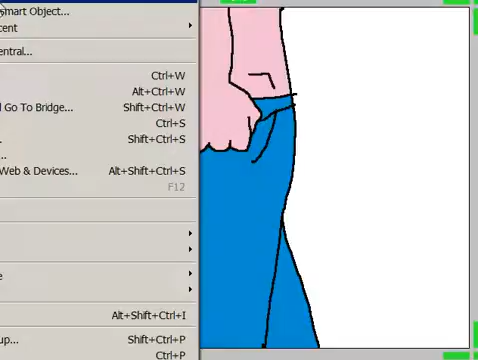 Smart Object...
cent
entral...
Ctrl+W
Alt+Ctrl+W
d Go To Bridge... Shift+Ctrl+W
Ctrl+S
Shift+Ctrl+S
...
Web & Devices... Alt+Shift+Ctrl+S
F12
e
Alt+Shift+Ctrl+I
up... Shift+Ctrl+P
Ctrl+P